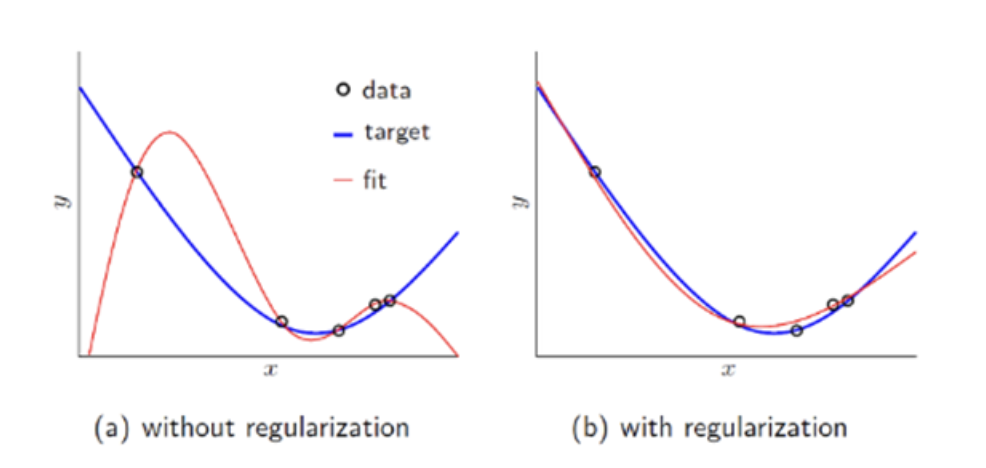 data
target
fit
y
x
(a) without regularization
y
x
(b) with regularization